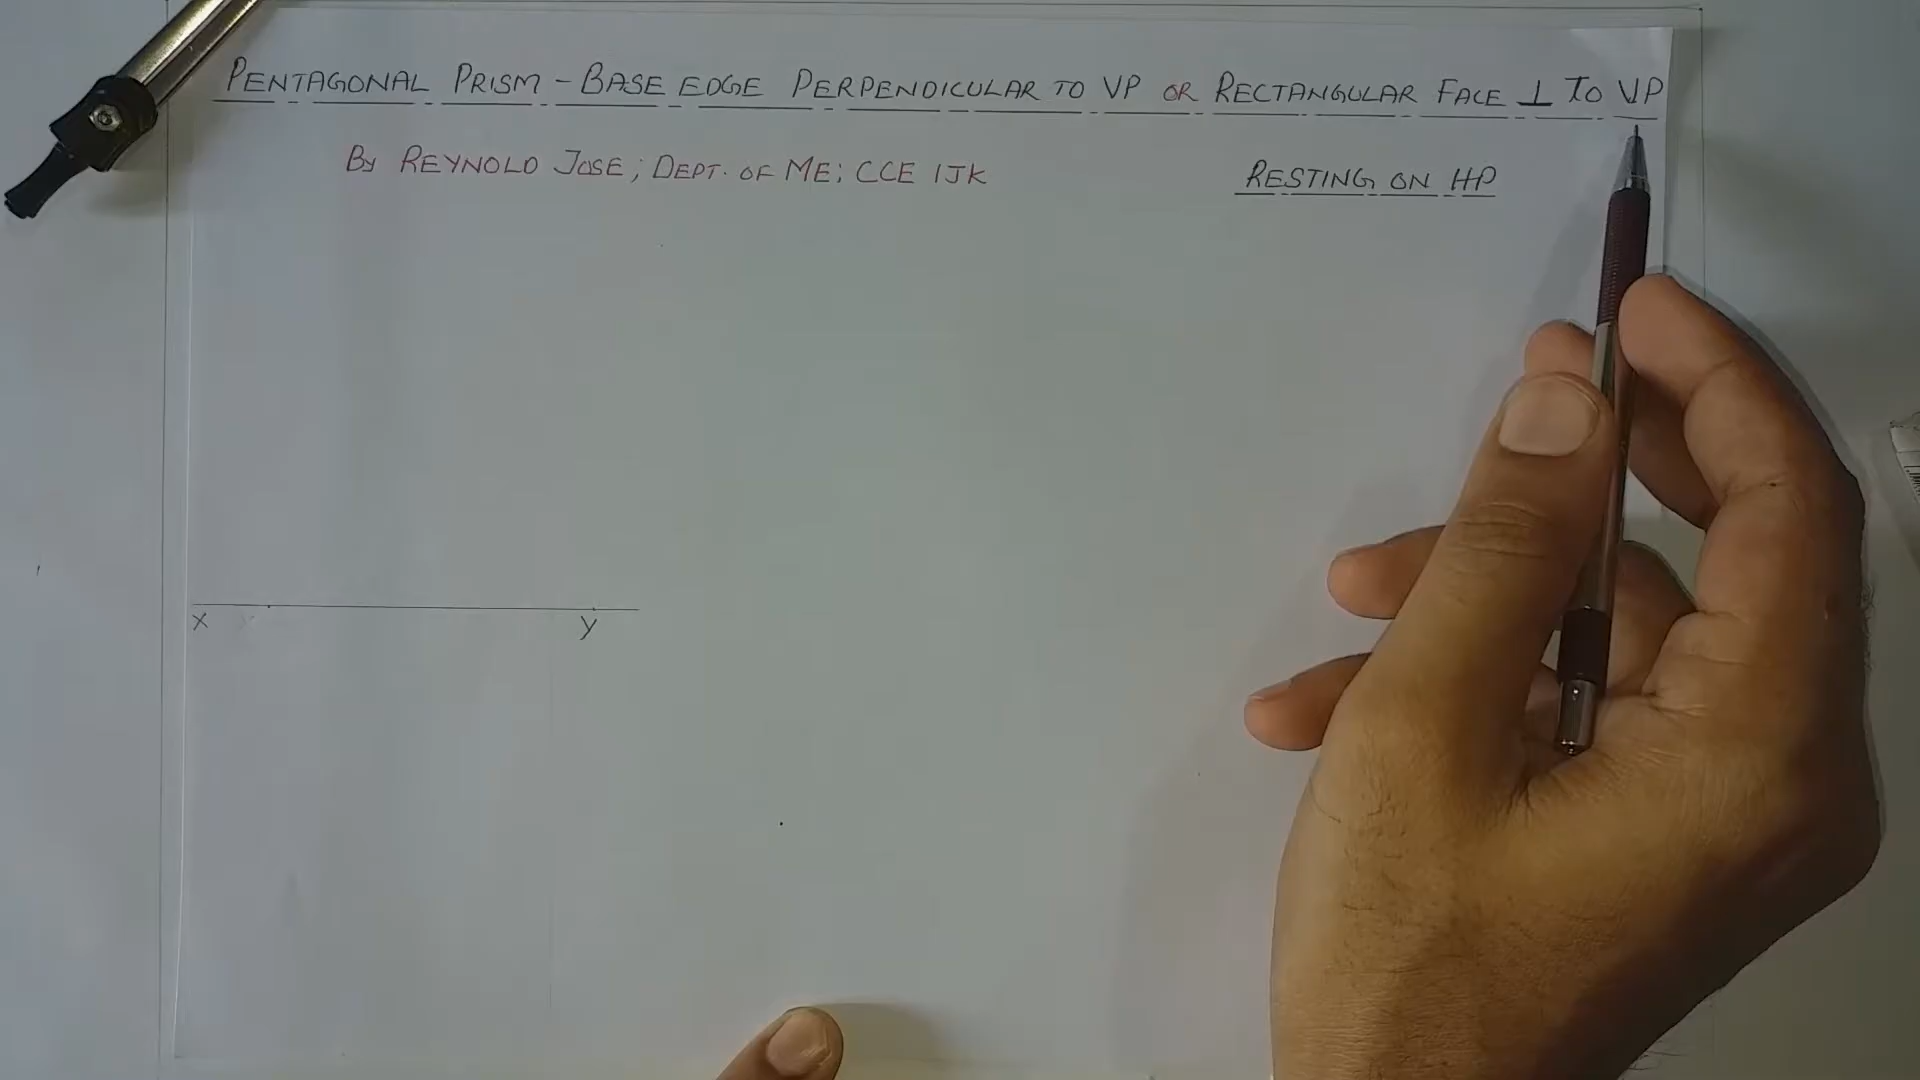 PENTAGONAL PRISM - BASE EDGE PERPENDICULAR TO VP OR RECTANGULAR FACE ⊥ TO VP
By REYNOLD JOSE; DEPT. OF ME; CCE IJK
RESTING ON HP
X Y